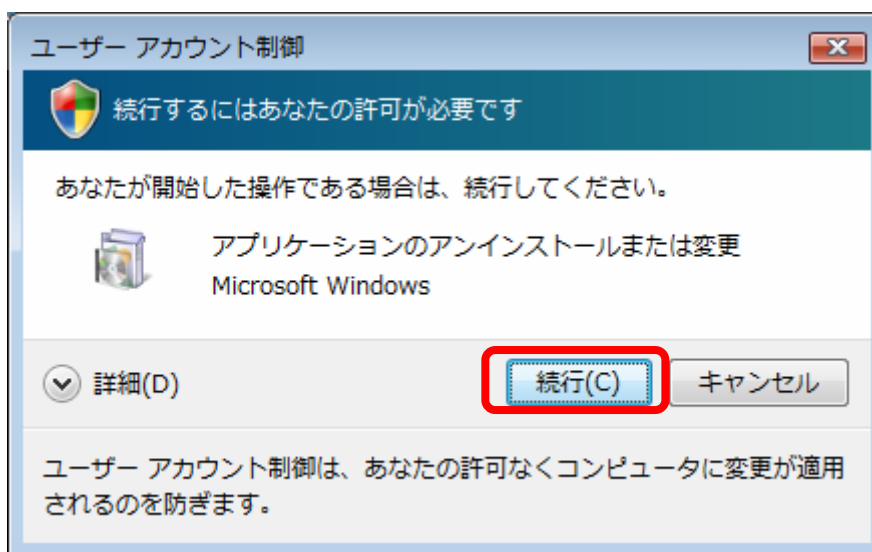 ユーザー アカウント制御
続行するにはあなたの許可が必要です
あなたが開始した操作である場合は、続行してください。
アプリケーションのアンインストールまたは変更
Microsoft Windows
詳細(D)
続行(C)
キャンセル
ユーザー アカウント制御は、あなたの許可なくコンピュータに変更が適用
されるのを防ぎます。